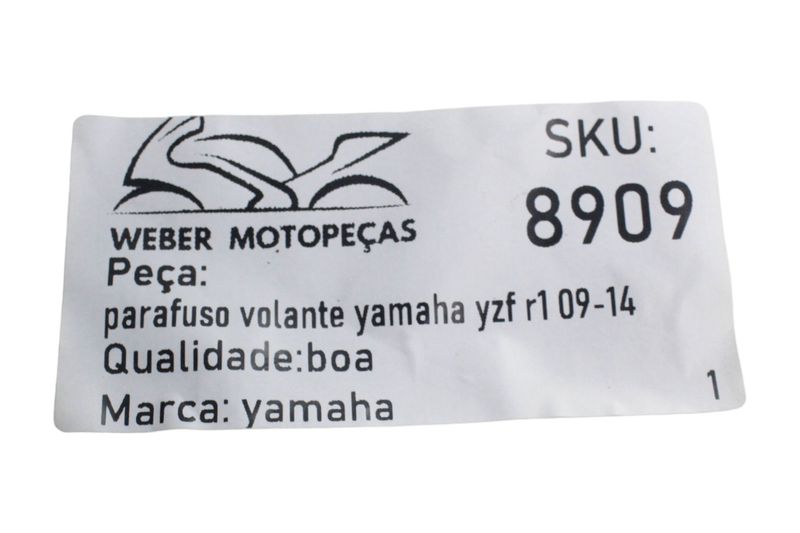 WEBER MOTOPEÇAS
SKU:
8909
Peça:
parafuso volante yamaha yzf r1 09-14
Qualidade:boa
Marca: yamaha
1